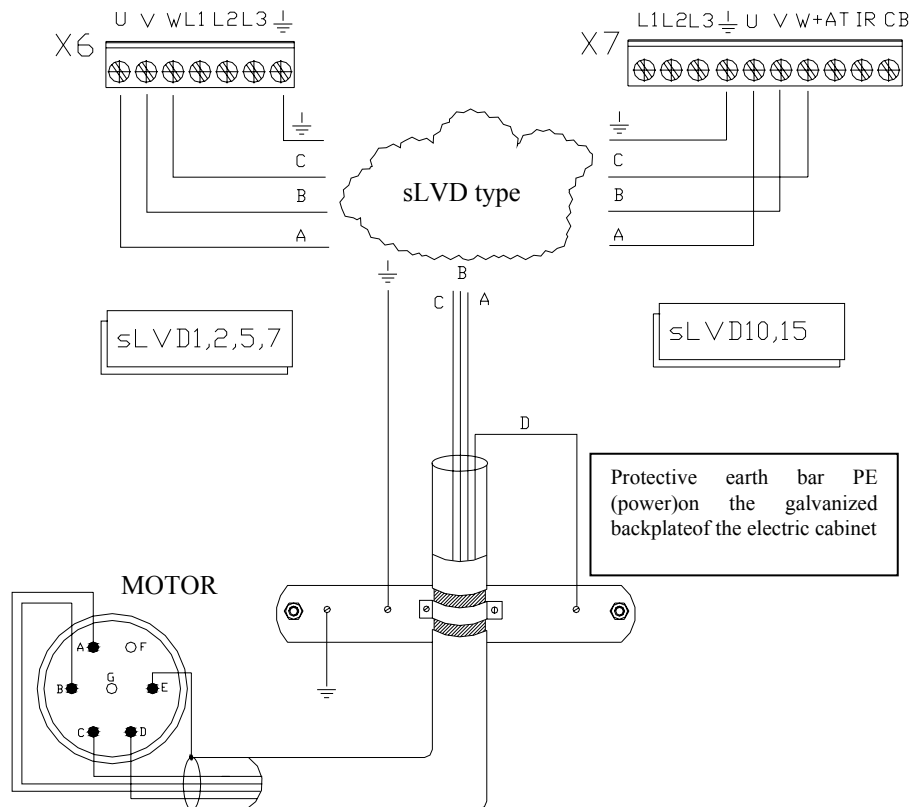 U V W L1 L2 L3
X6
L1 L2 L3 U V W + AT IR CB
X7
C
B
A
sLVD type
C
B
A
B
C A
sLVD1,2,5,7
sLVD10,15
D
Protective earth bar PE
(power)on the galvanized
backplateof the electric cabinet
MOTOR
A F
G
B E
C D